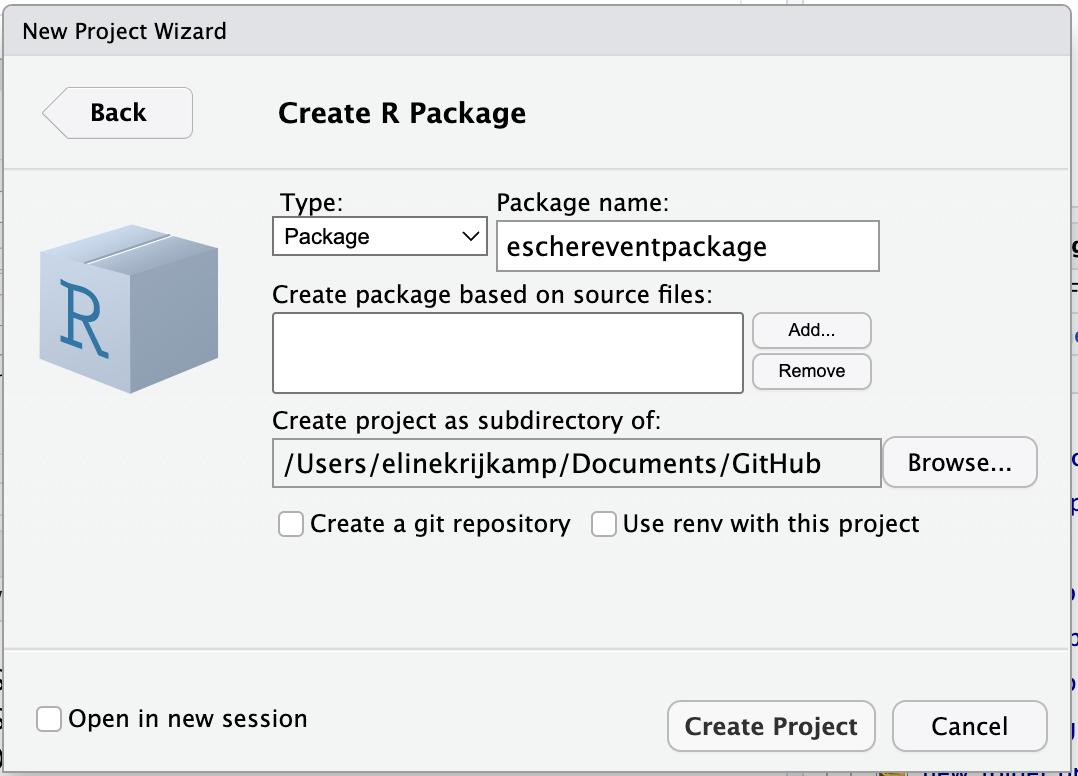 New Project Wizard
Back
Create R Package
R
Type:
Package name:
Package
eschereventpackage
Create package based on source files:
Add...
Remove
Create project as subdirectory of:
/Users/elinekrijkamp/Documents/GitHub
Browse...
Create a git repository
Use renv with this project
Open in new session
Create Project
Cancel